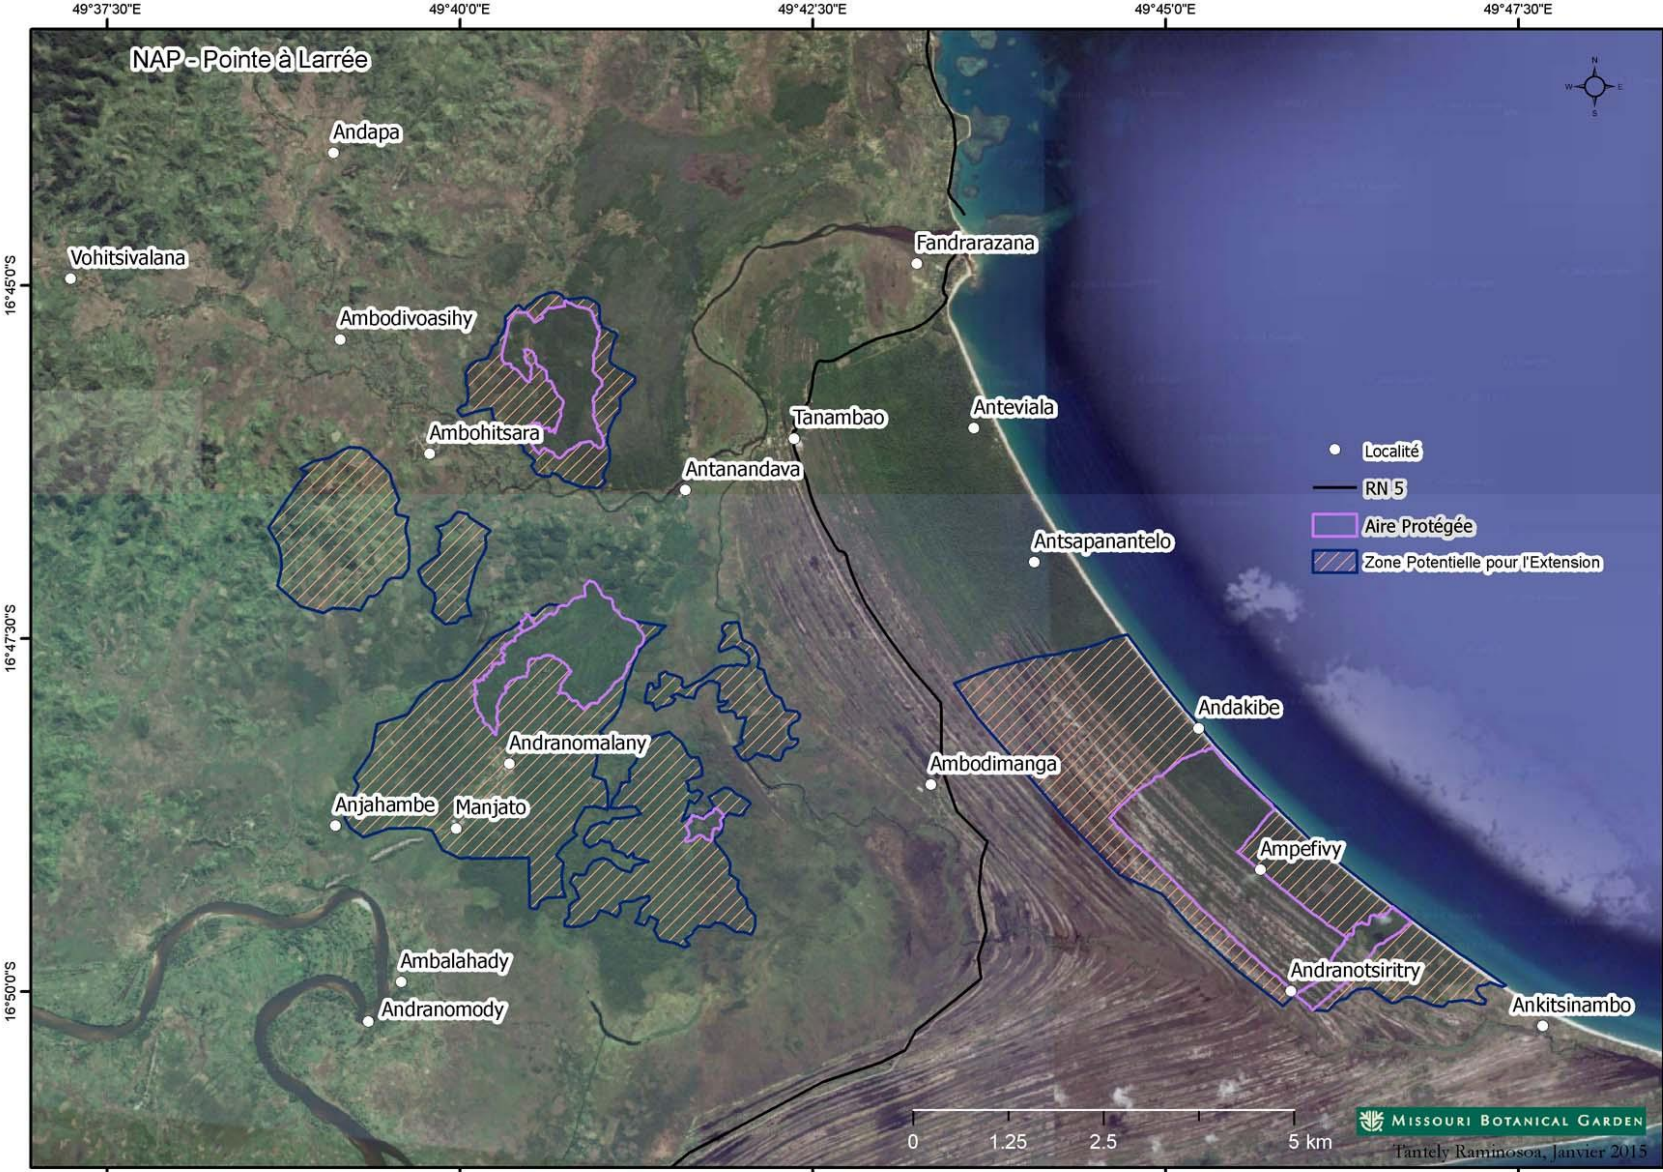 49°37'30"E
49°40'0"E
49°42'30"E
49°45'0"E
49°47'30"E
NAP - Pointe à Larrée
N
W
E
S
Andapa
Fandrarazana
Vohitsivalana
16°45'0"S
Ambodivoasihy
Anteviala
Tanambao
Ambohitsara
Localité
Antanandava
RN 5
Aire Protégée
Antsapanantelo
Zone Potentielle pour l'Extension
16°47'30"S
Andakibe
Andranomalany
Ambodimanga
Anjahambe
Manjato
Ampefivy
Ambalahady
Andranotsiritry
16°50'0"S
Andranomody
Ankitsinambo
0
1.25
2.5
5 km
MISSOURI BOTANICAL GARDEN
Tantely Raminosoa, Janvier 2015